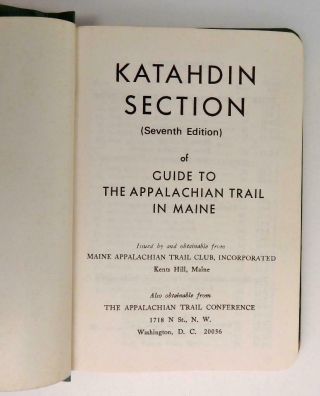 KATAHDIN
SECTION
(Seventh Edition)
of
GUIDE TO
THE APPALACHIAN TRAIL
IN MAINE
Issued by and obtainable from
MAINE APPALACHIAN TRAIL CLUB, INCORPORATED
Kents Hill, Maine
Also obtainable from
THE APPALACHIAN TRAIL CONFERENCE
1718 N St., N. W.
Washington, D. C. 20036